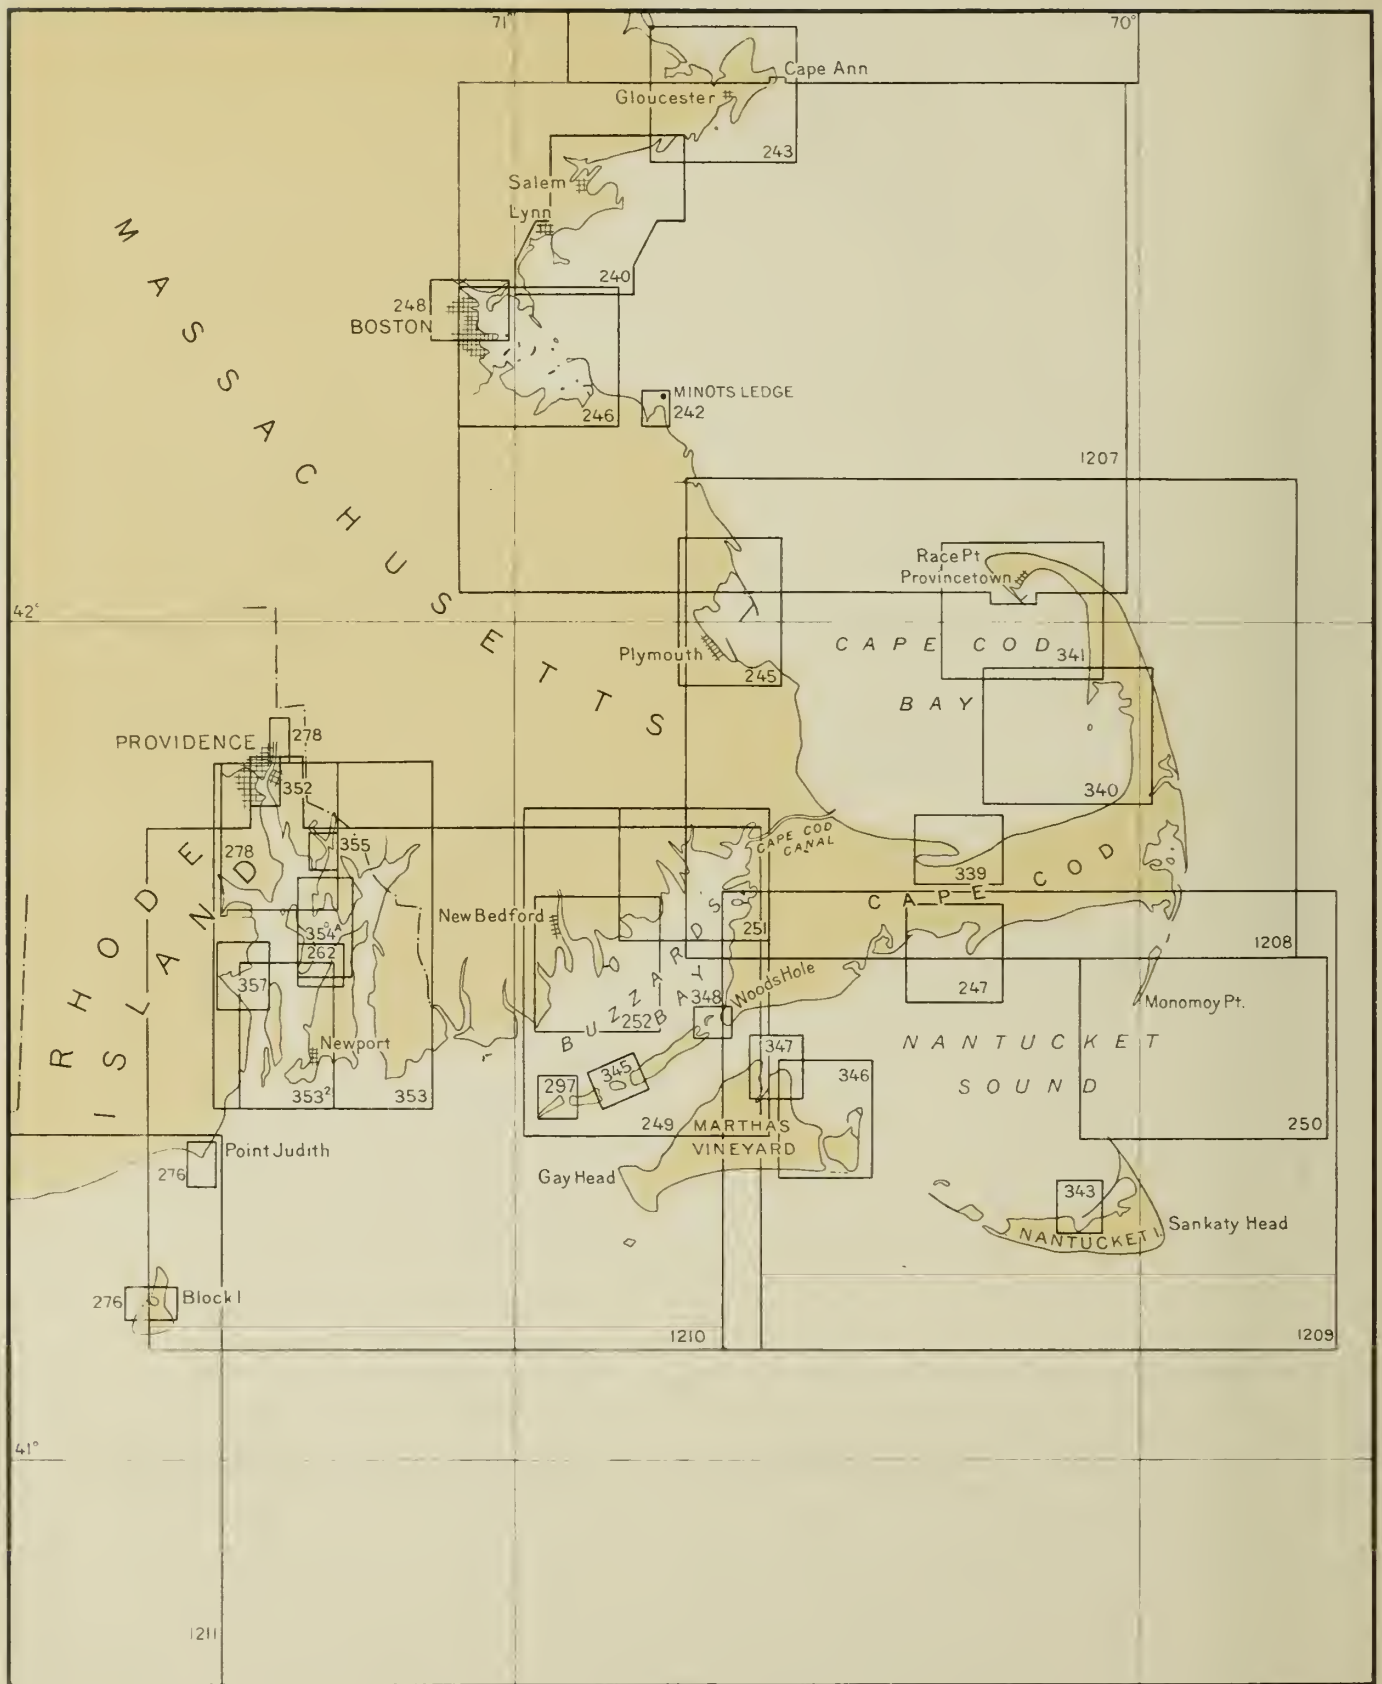 71°
70°
Cape Ann
Gloucester
243
Salem
Lynn
240
248
BOSTON
MINOTS LEDGE
242
246
1207
MASSACHUSETTS
Race Pt
Provincetown
42°
CAPE COD
BAY
341
Plymouth
245
PROVIDENCE
278
352
340
355
278
CAPE COD
CANAL
339
CAPE COD
RHODE
ISLAND
New Bedford
251
354A
262
1208
357
BUZZARDS
BAY
252
348
Woods Hole
247
Monomoy Pt.
Newport
NANTUCKET
SOUND
347
346
345
297
353²
353
249
MARTHAS
VINEYARD
250
Point Judith
276
Gay Head
343
Sankaty Head
NANTUCKET I.
276
Block I
1210
1209
41°
1211